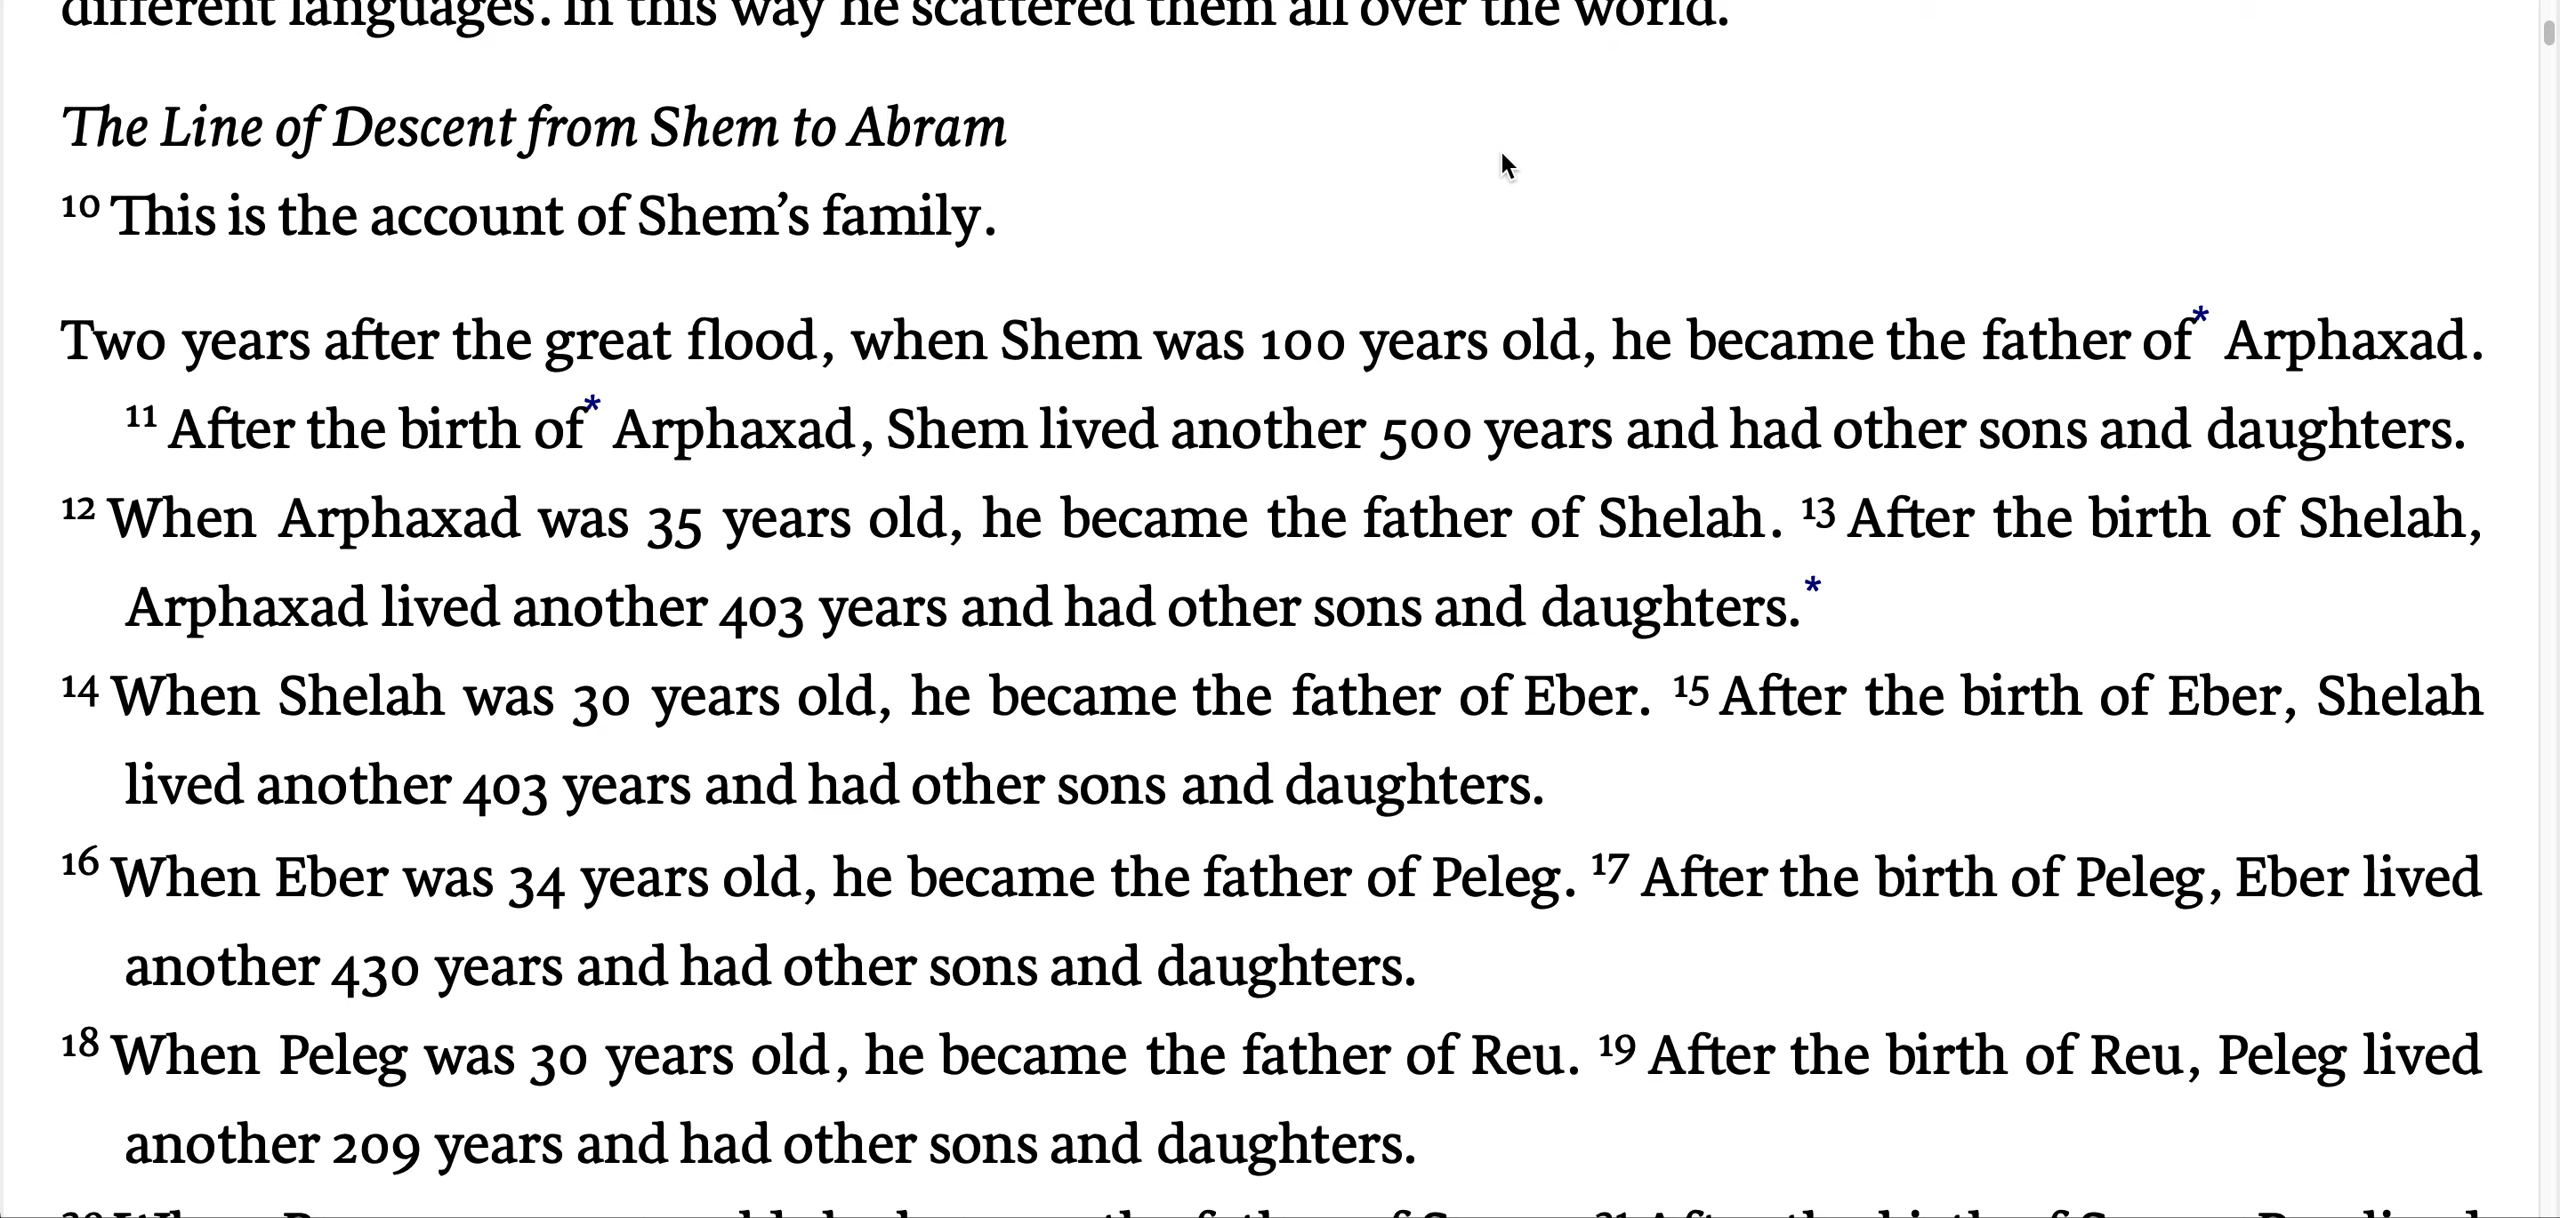 different languages. In this way he scattered them all over the world.
The Line of Descent from Shem to Abram
10 This is the account of Shem’s family.
Two years after the great flood, when Shem was 100 years old, he became the father of* Arphaxad.
11 After the birth of* Arphaxad, Shem lived another 500 years and had other sons and daughters.
12 When Arphaxad was 35 years old, he became the father of Shelah. 13 After the birth of Shelah,
Arphaxad lived another 403 years and had other sons and daughters.*
14 When Shelah was 30 years old, he became the father of Eber. 15 After the birth of Eber, Shelah
lived another 403 years and had other sons and daughters.
16 When Eber was 34 years old, he became the father of Peleg. 17 After the birth of Peleg, Eber lived
another 430 years and had other sons and daughters.
18 When Peleg was 30 years old, he became the father of Reu. 19 After the birth of Reu, Peleg lived
another 209 years and had other sons and daughters.